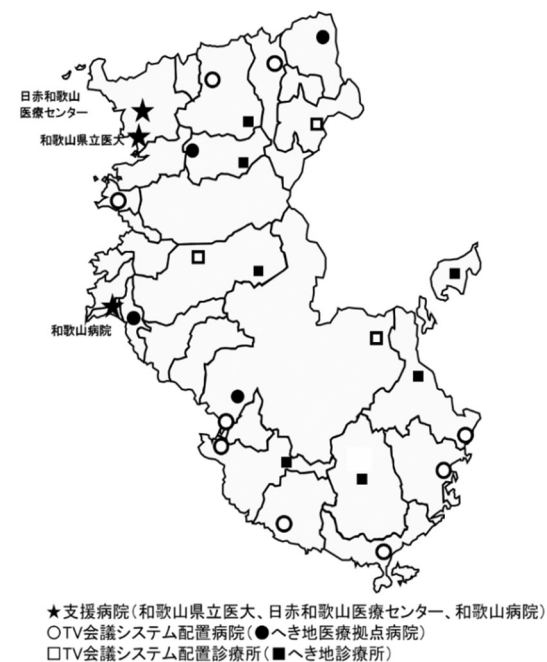 日赤和歌山
医療センター
和歌山県立医大
和歌山病院
★支援病院（和歌山県立医大、日赤和歌山医療センター、和歌山病院）
○TV会議システム配置病院（●へき地医療拠点病院）
□TV会議システム配置診療所（■へき地診療所）